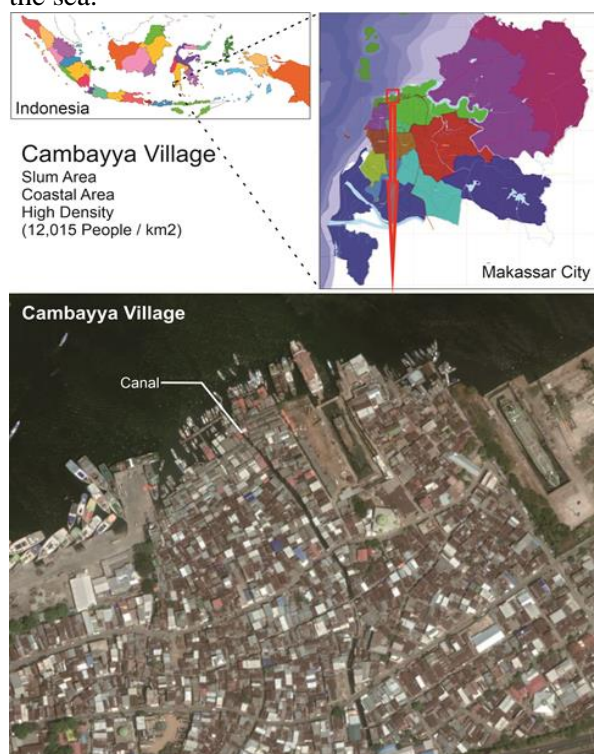 the sea.
Indonesia
Cambayya Village
Slum Area
Coastal Area
High Density
(12,015 People / km2)
Makassar City
Cambayya Village
Canal